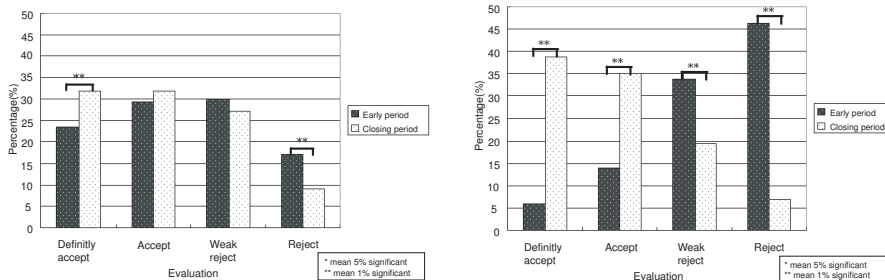 50
45
40
35
30
25
20
15
10
5
0
Percentage(%)
**
**
Definitly
accept
Accept
Weak
reject
Reject
Evaluation
Early period
Closing period
* mean 5% significant
** mean 1% significant
50
45
40
35
30
25
20
15
10
5
0
Percentage(%)
**
**
**
**
Definitly
accept
Accept
Weak
reject
Reject
Evaluation
Early period
Closing period
* mean 5% significant
** mean 1% significant